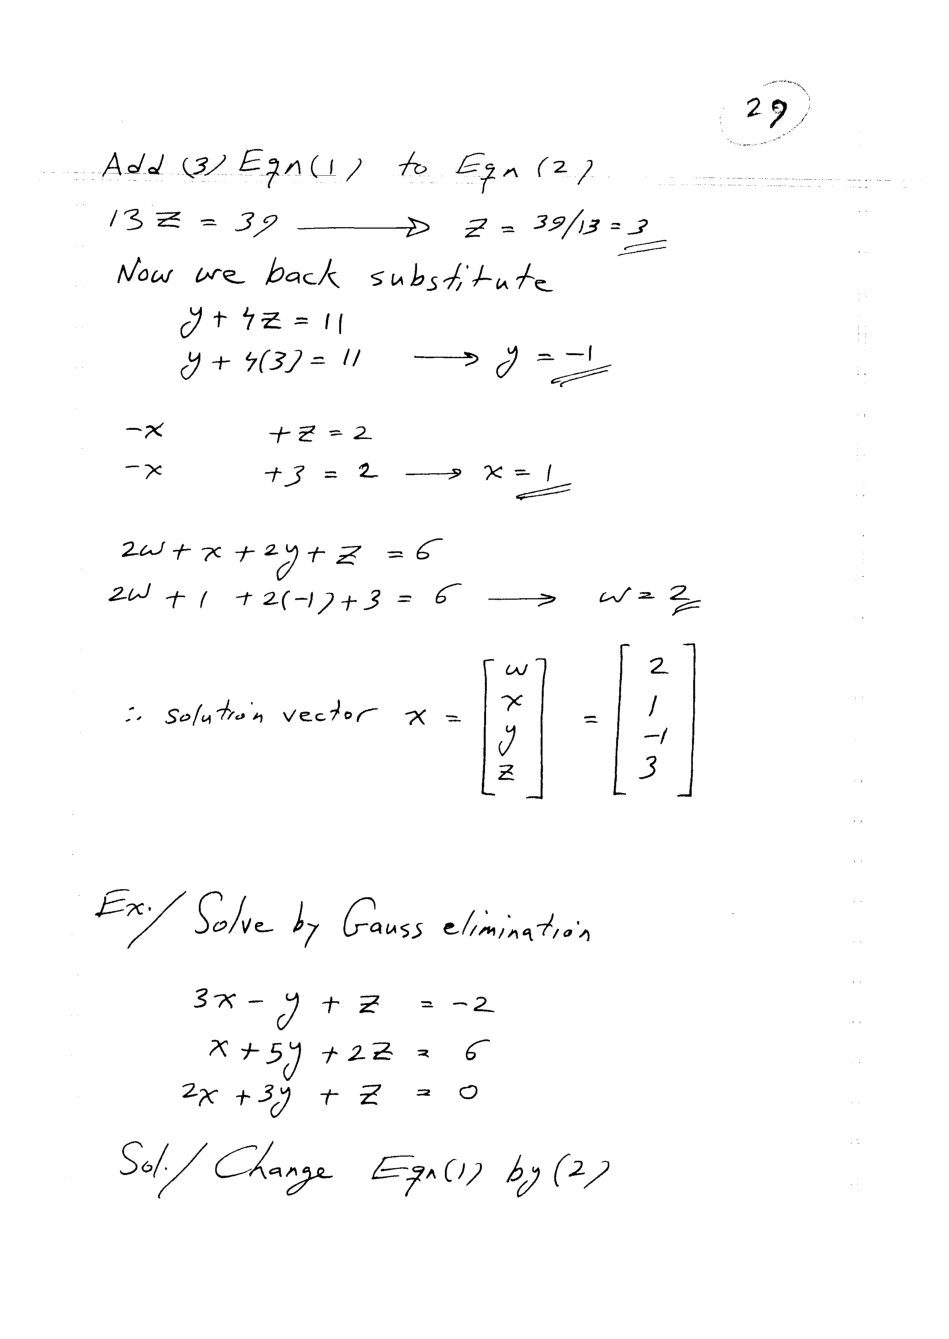 29
Add (3) Eqn(1) to Eqn (2)
13 z = 39 → z = 39/13 = 3
Now we back substitute
y + 4z = 11
y + 4(3) = 11 → y = -1
-x +z = 2
-x +3 = 2 → x = 1
2w + x + 2y + z = 6
2w + 1 + 2(-1) + 3 = 6 → w = 2
∴ solution vector x = [w x y z] = [2 1 -1 3]
Ex./ Solve by Gauss elimination
3x - y + z = -2
x + 5y + 2z = 6
2x + 3y + z = 0
Sol./ Change Eqn(1) by (2)